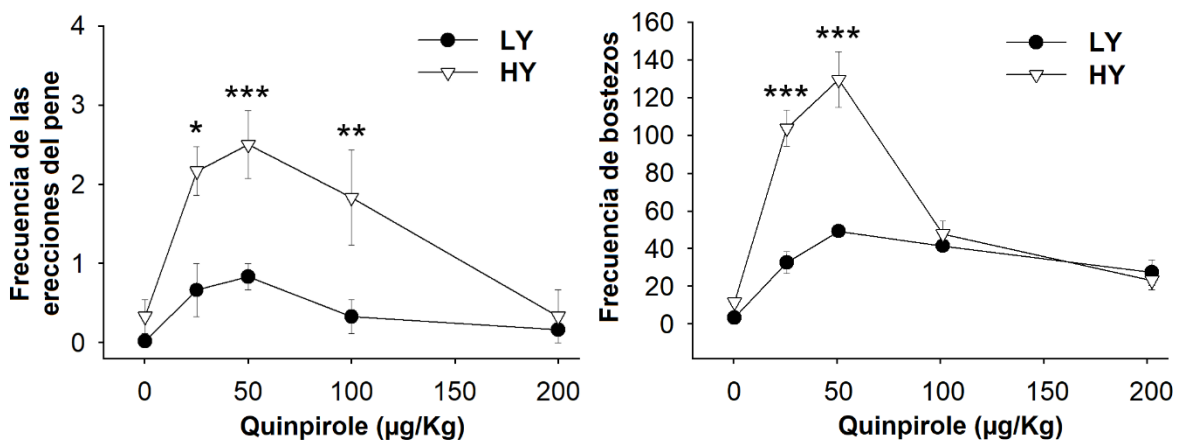 Frecuencia de las
erecciones del pene
4
3
2
1
0
LY
HY
*
***
**
0 50 100 150 200
Quinpirole (µg/Kg)
Frecuencia de bostezos
160
140
120
100
80
60
40
20
0
LY
HY
***
***
0 50 100 150 200
Quinpirole (µg/Kg)